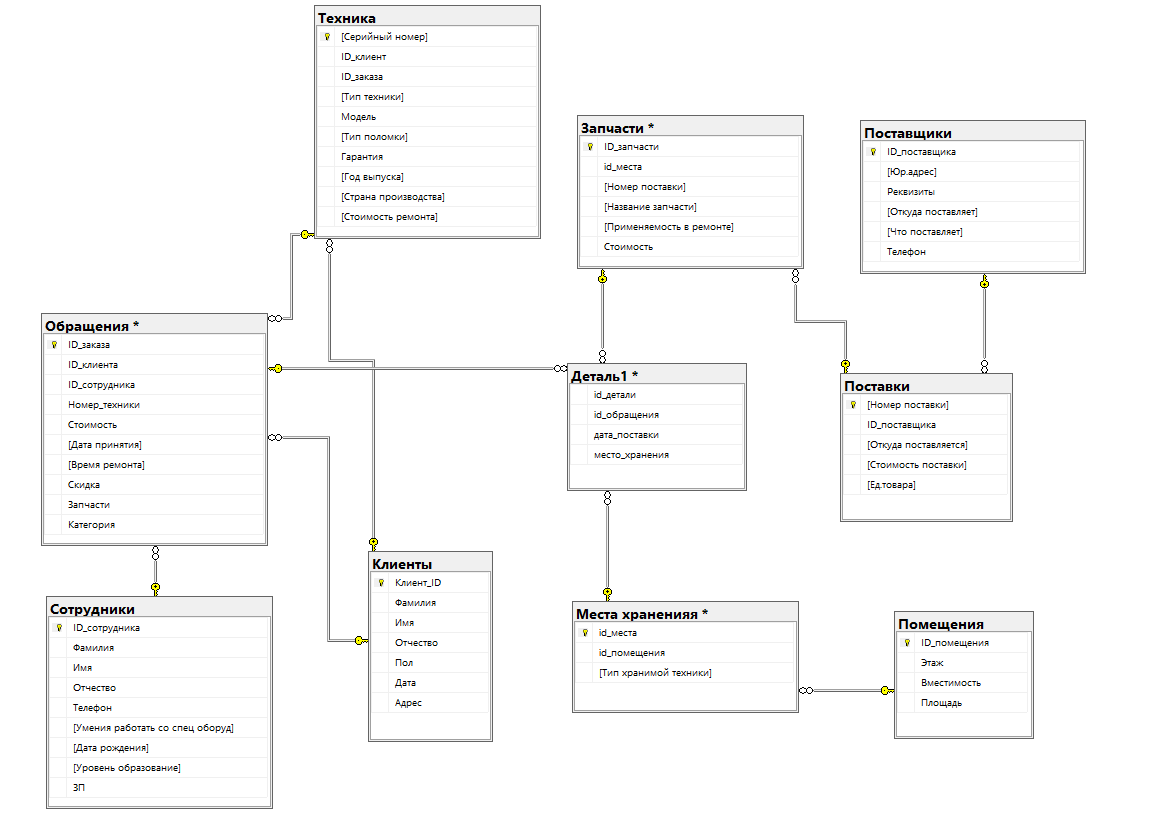 Техника
[Серийный номер]
ID_клиент
ID_заказа
[Тип техники]
Модель
[Тип поломки]
Гарантия
[Год выпуска]
[Страна производства]
[Стоимость ремонта]
Запчасти *
ID_запчасти
id_места
[Номер поставки]
[Название запчасти]
[Применяемость в ремонте]
Стоимость
Поставщики
ID_поставщика
[Юр.адрес]
Реквизиты
[Откуда поставляет]
[Что поставляет]
Телефон
Обращения *
ID_заказа
ID_клиента
ID_сотрудника
Номер_техники
Стоимость
[Дата принятия]
[Время ремонта]
Скидка
Запчасти
Категория
Деталь1 *
id_детали
id_обращения
дата_поставки
место_хранения
Поставки
[Номер поставки]
ID_поставщика
[Откуда поставляется]
[Стоимость поставки]
[Ед.товара]
Сотрудники
ID_сотрудника
Фамилия
Имя
Отчество
Телефон
[Умения работать со спец оборуд]
[Дата рождения]
[Уровень образование]
ЗП
Клиенты
Клиент_ID
Фамилия
Имя
Отчество
Пол
Дата
Адрес
Места храненияя *
id_места
id_помещения
[Тип хранимой техники]
Помещения
ID_помещения
Этаж
Вместимость
Площадь